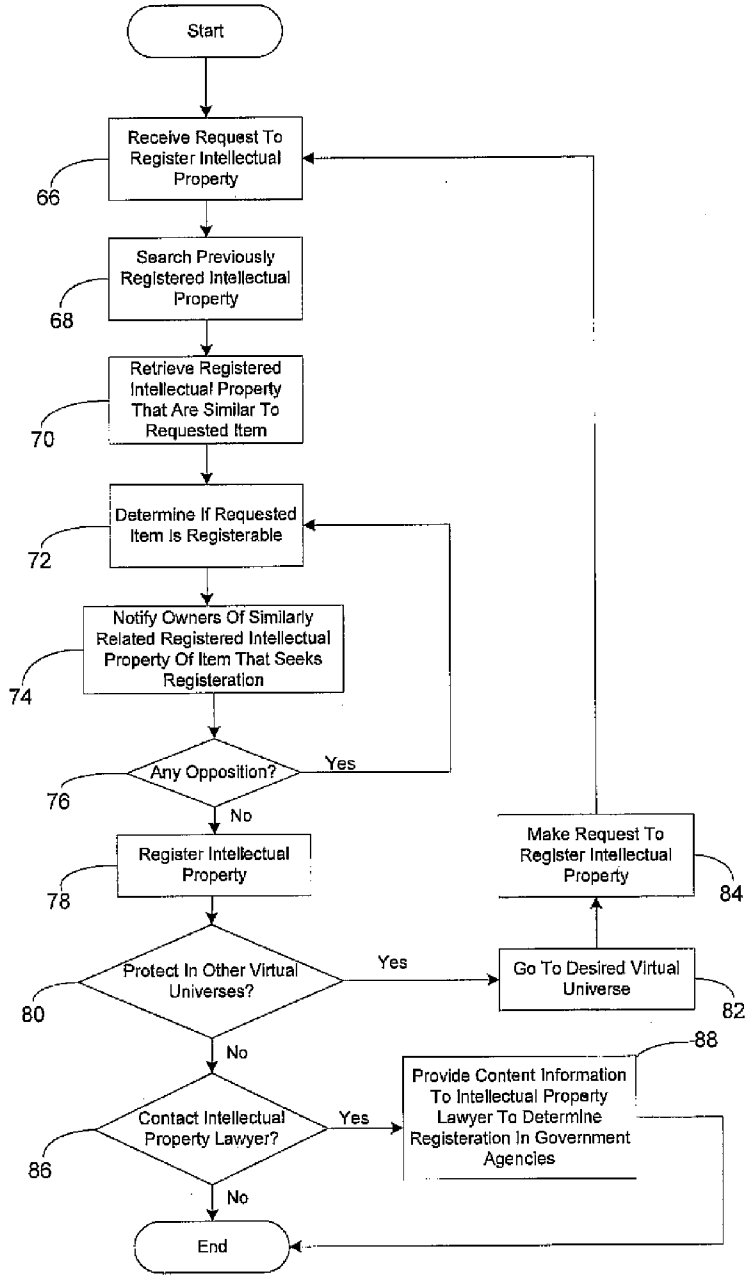 Start
Receive Request To
Register Intellectual
Property
66
Search Previously
Registered Intellectual
Property
68
Retrieve Registered
Intellectual Property
That Are Similar To
Requested Item
70
Determine If Requested
Item Is Registerable
72
Notify Owners Of Similarly
Related Registered Intellectual
Property Of Item That Seeks
Registeration
74
Any Opposition?
Yes
76
No
Register Intellectual
Property
78
Make Request To
Register Intellectual
Property
84
Protect In Other Virtual
Universes?
Yes
80
Go To Desired Virtual
Universe
82
No
88
Contact Intellectual
Property Lawyer?
Yes
86
Provide Content Information
To Intellectual Property
Lawyer To Determine
Registeration In Government
Agencies
No
End